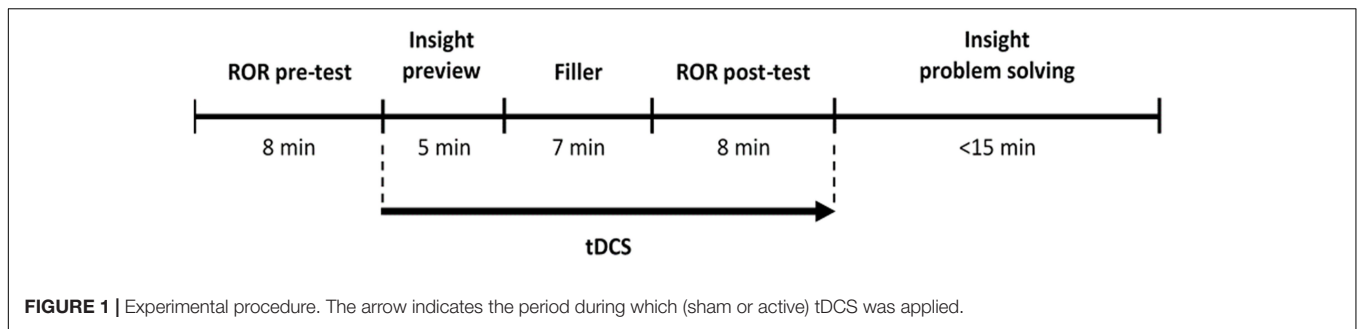 Insight
Insight
ROR pre-test
preview
Filler
ROR post-test
problem solving
8 min
5 min
7 min
8 min
<15 min
tDCS
FIGURE 1 | Experimental procedure. The arrow indicates the period during which (sham or active) tDCS was applied.